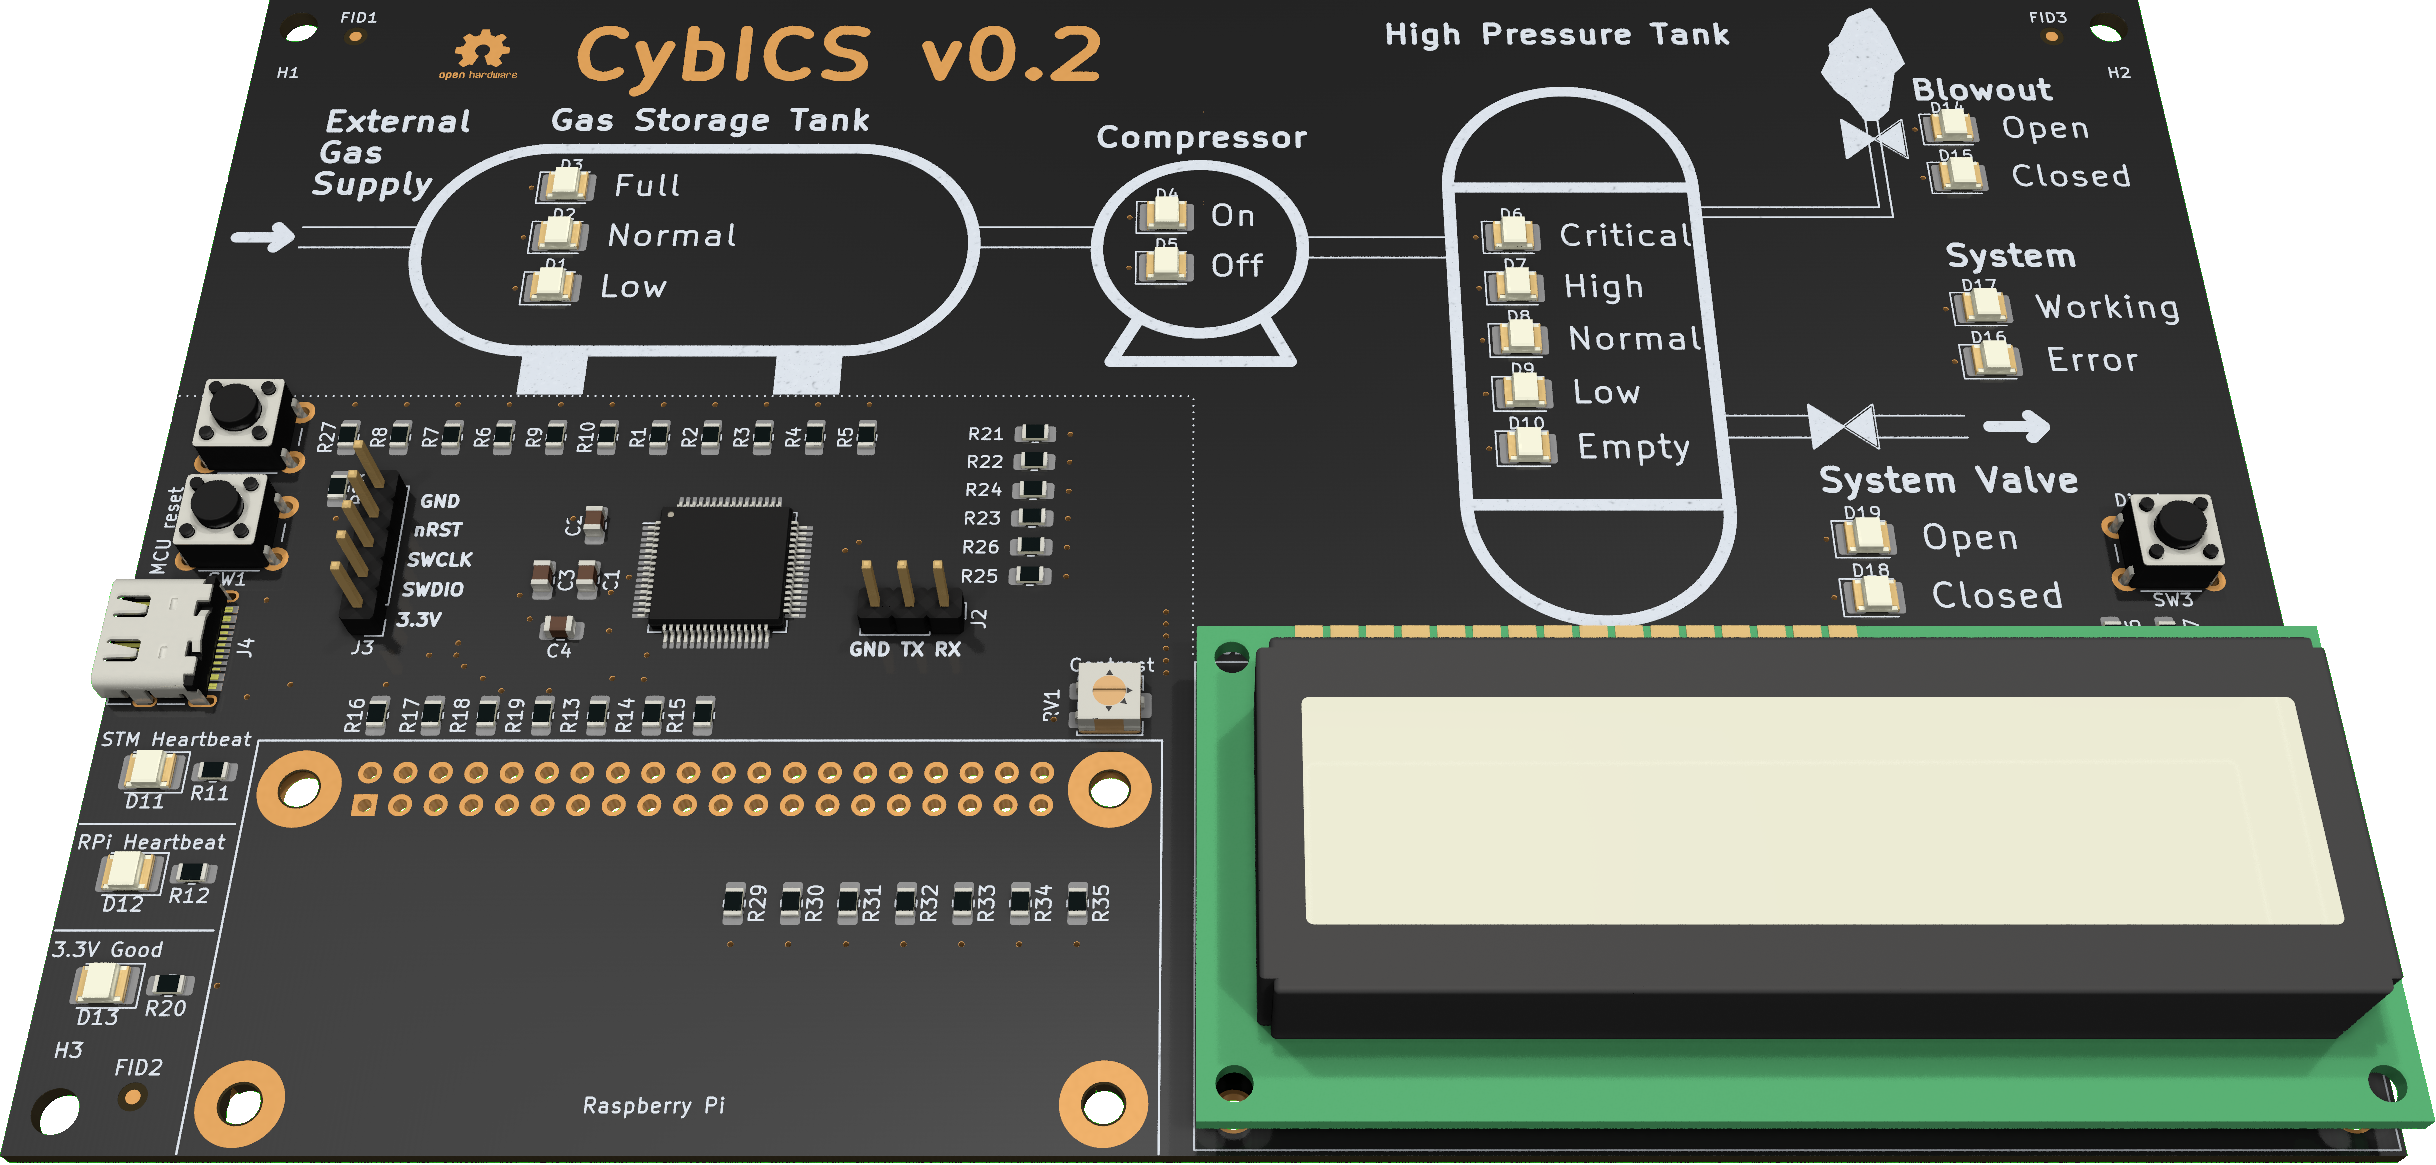 FID1
H1
open hardware
CybICS v0.2
High Pressure Tank
FID3
H2
External
Gas
Supply
Gas Storage Tank
D3
Full
D2
Normal
D1
Low
Compressor
D4
On
D5
Off
D6
Critical
D7
High
D8
Normal
D9
Low
D10
Empty
Blowout
D14
Open
D15
Closed
System
D17
Working
D16
Error
System Valve
D19
Open
D18
Closed
SW3
R27
R8
R7
R6
R9
R10
R1
R2
R3
R4
R5
R21
R22
R24
R23
R26
R25
MCU reset
SW1
GND
nRST
SWCLK
SWDIO
3.3V
J3
J4
C2
C3
C1
C4
J2
GND TX RX
Contrast
RV1
R16
R17
R18
R19
R13
R14
R15
STM Heartbeat
D11
R11
RPi Heartbeat
D12
R12
3.3V Good
D13
R20
H3
FID2
R29
R30
R31
R32
R33
R34
R35
Raspberry Pi